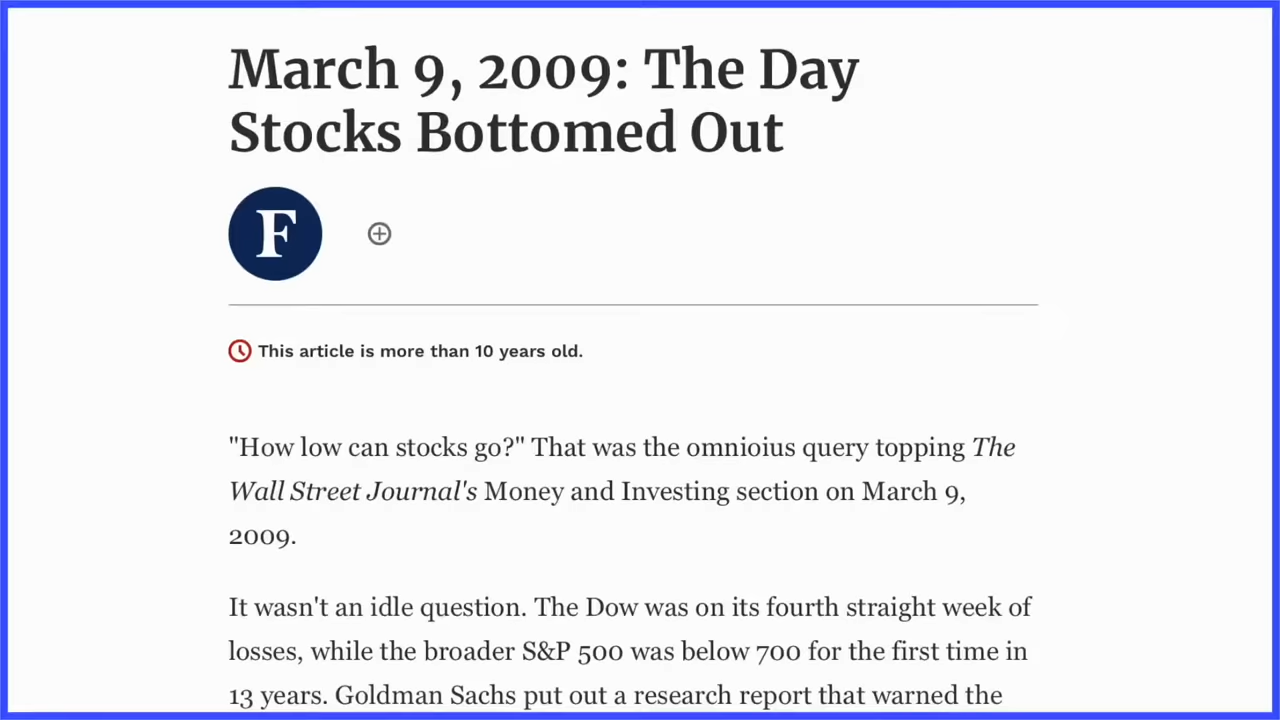 March 9, 2009: The Day
Stocks Bottomed Out
F
This article is more than 10 years old.
"How low can stocks go?" That was the omnioius query topping The
Wall Street Journal's Money and Investing section on March 9,
2009.
It wasn't an idle question. The Dow was on its fourth straight week of
losses, while the broader S&P 500 was below 700 for the first time in
13 years. Goldman Sachs put out a research report that warned the